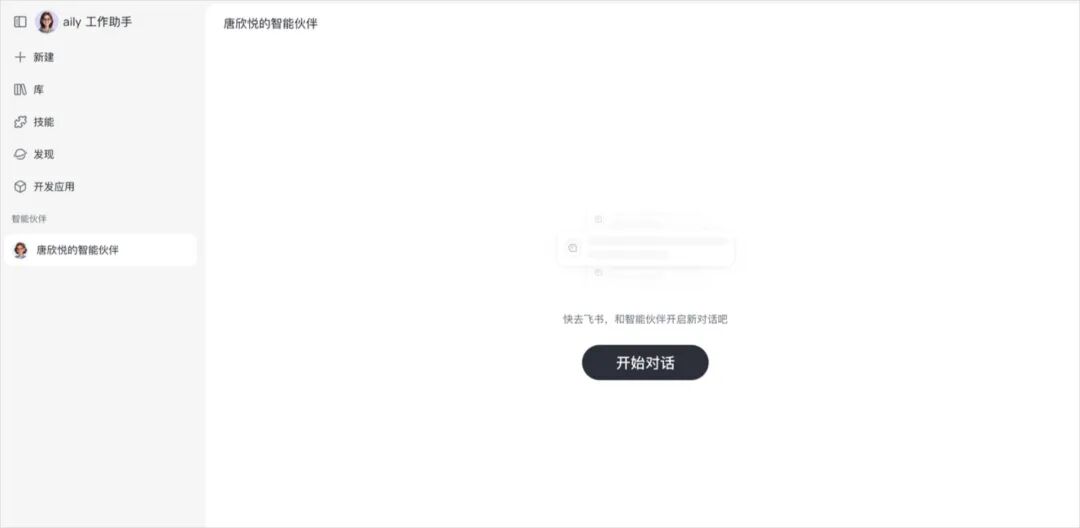 aily 工作助手
新建
库
技能
发现
开发应用
智能伙伴
唐欣悦的智能伙伴
唐欣悦的智能伙伴
快去飞书，和智能伙伴开启新对话吧
开始对话